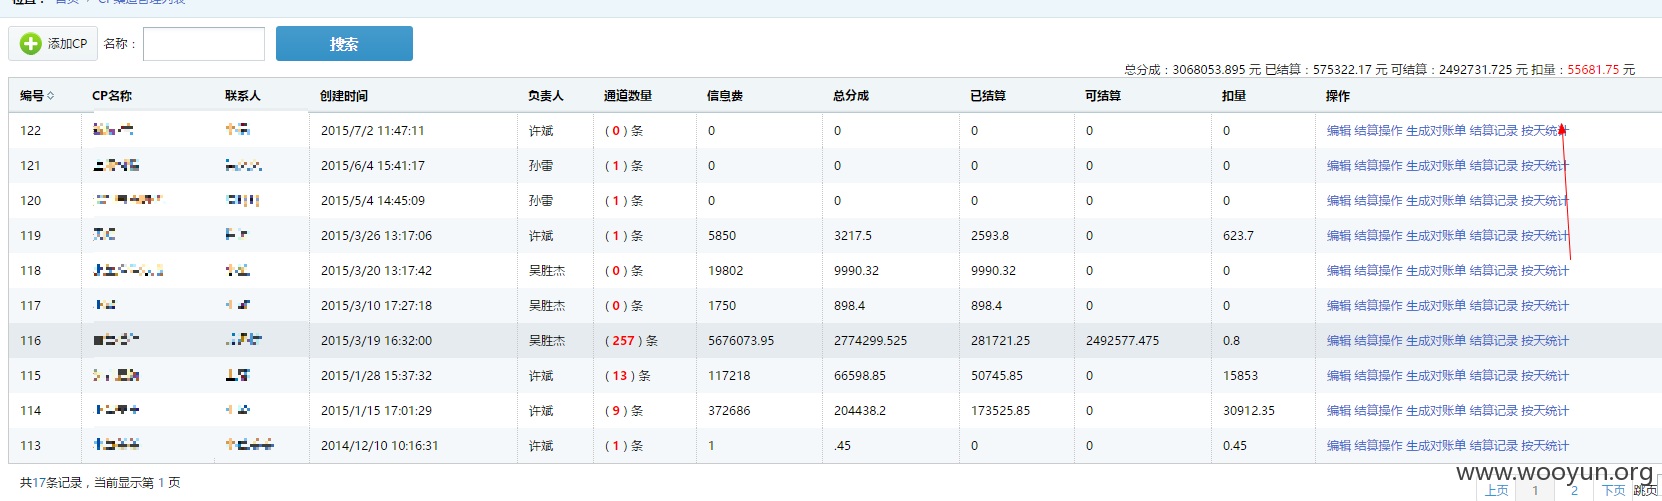 位置： 首页 > CP渠道管理列表
添加CP 名称： 搜索
总分成：3068053.895 元 已结算：575322.17 元 可结算：2492731.725 元 扣量：55681.75 元
编号 CP名称 联系人 创建时间 负责人 通道数量 信息费 总分成 已结算 可结算 扣量 操作
122 2015/7/2 11:47:11 许斌 ( 0 ) 条 0 0 0 0 0 编辑 结算操作 生成对账单 结算记录 按天统计
121 2015/6/4 15:41:17 孙雷 ( 1 ) 条 0 0 0 0 0 编辑 结算操作 生成对账单 结算记录 按天统计
120 2015/5/4 14:45:09 孙雷 ( 1 ) 条 0 0 0 0 0 编辑 结算操作 生成对账单 结算记录 按天统计
119 2015/3/26 13:17:06 许斌 ( 1 ) 条 5850 3217.5 2593.8 0 623.7 编辑 结算操作 生成对账单 结算记录 按天统计
118 2015/3/20 13:17:42 吴胜杰 ( 0 ) 条 19802 9990.32 9990.32 0 0 编辑 结算操作 生成对账单 结算记录 按天统计
117 2015/3/10 17:27:18 吴胜杰 ( 0 ) 条 1750 898.4 898.4 0 0 编辑 结算操作 生成对账单 结算记录 按天统计
116 2015/3/19 16:32:00 吴胜杰 ( 257 ) 条 5676073.95 2774299.525 281721.25 2492577.475 0.8 编辑 结算操作 生成对账单 结算记录 按天统计
115 2015/1/28 15:37:32 许斌 ( 13 ) 条 117218 66598.85 50745.85 0 15853 编辑 结算操作 生成对账单 结算记录 按天统计
114 2015/1/15 17:01:29 许斌 ( 9 ) 条 372686 204438.2 173525.85 0 30912.35 编辑 结算操作 生成对账单 结算记录 按天统计
113 2014/12/10 10:16:31 许斌 ( 1 ) 条 1 .45 0 0 0.45 编辑 结算操作 生成对账单 结算记录 按天统计
共17条记录，当前显示第 1 页
www.wooyun.org
上页 1 2 下页 跳页